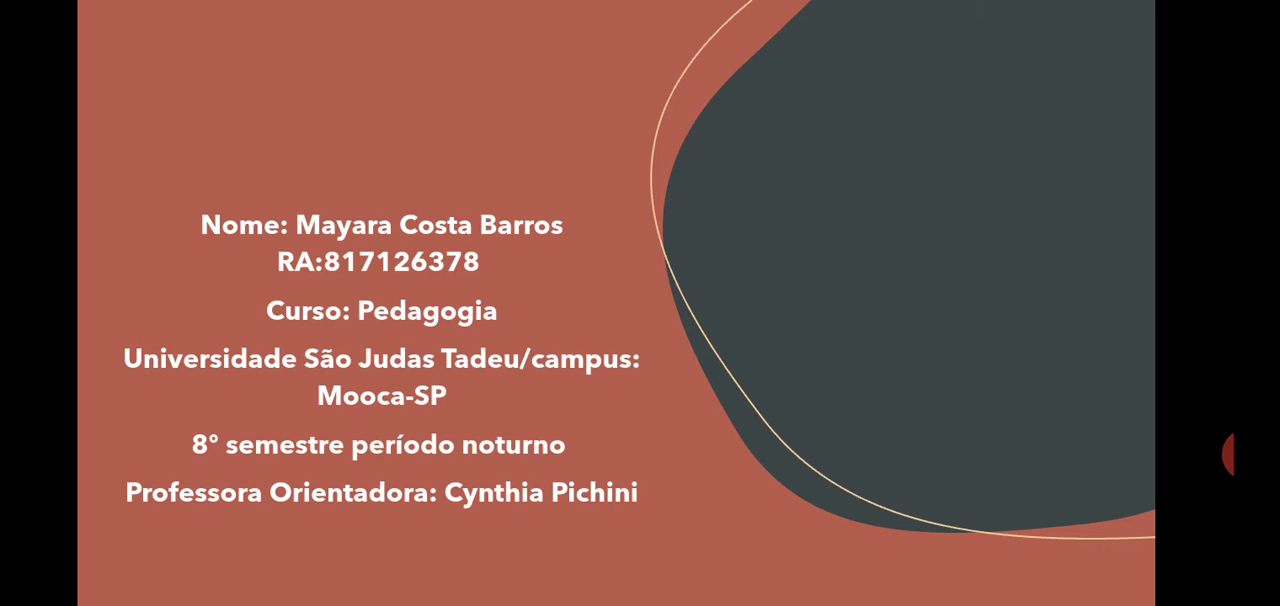 Nome: Mayara Costa Barros
RA:817126378
Curso: Pedagogia
Universidade São Judas Tadeu/campus:
Mooca-SP
8º semestre período noturno
Professora Orientadora: Cynthia Pichini